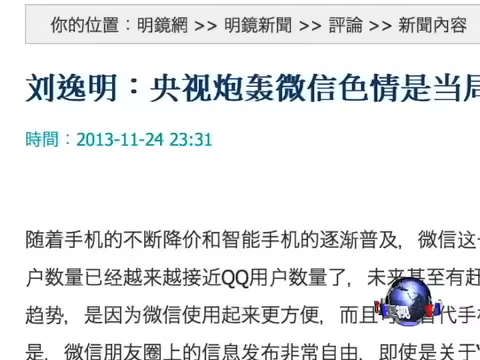 你的位置：明鏡網 >> 明鏡新聞 >> 評論 >> 新聞內容
刘逸明：央视炮轰微信色情是当局
時間：2013-11-24 23:31
随着手机的不断降价和智能手机的逐渐普及，微信这
户数量已经越来越接近QQ用户数量了，未来甚至有赶
趋势，是因为微信使用起来更方便，而且可 代手
是，微信朋友圈上的信息发布非常自由，即使是关于